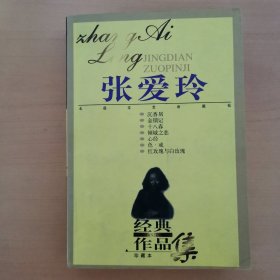 zhang Ai
Ling JINGDIAN
ZUOPINJI
张爱玲
沉香屑
金锁记
十八春
倾城之恋
心经
色·戒
红玫瑰与白玫瑰
经典
作品集
珍藏本